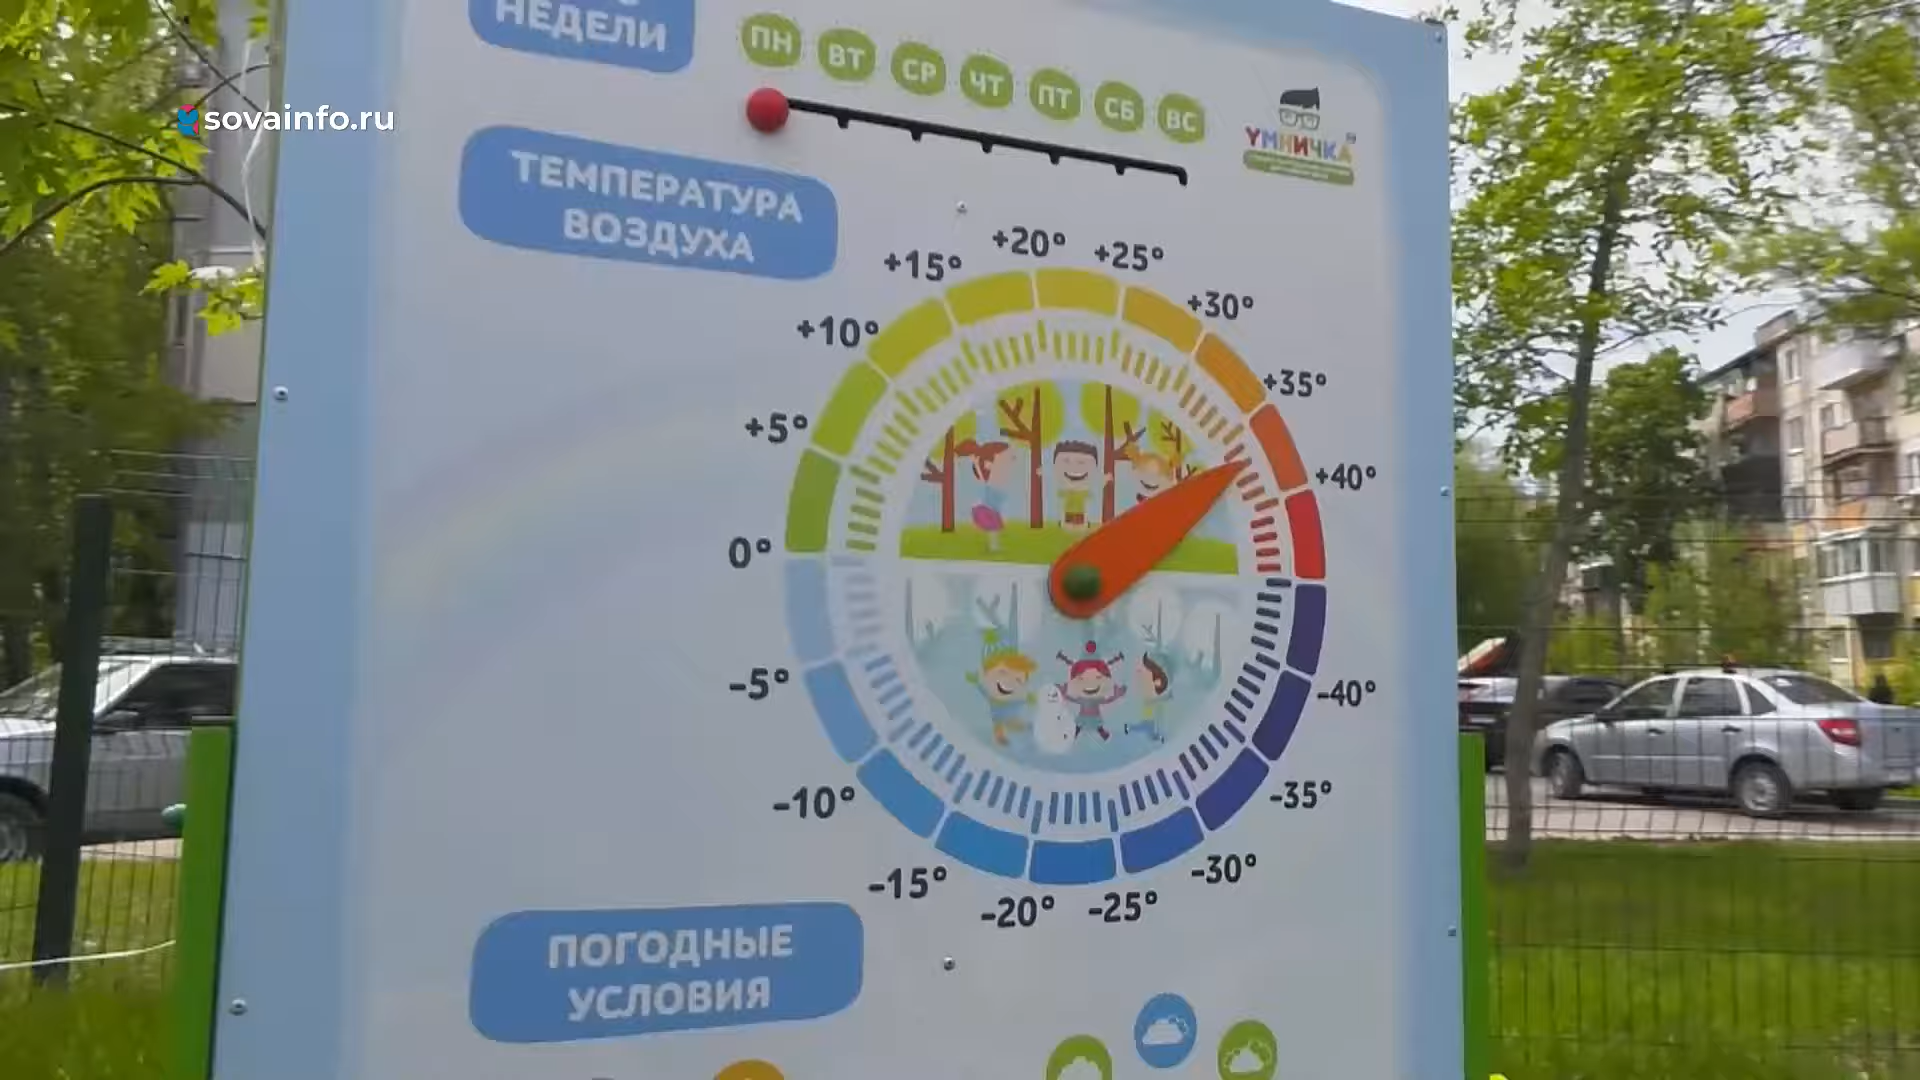 НЕДЕЛИ
ПН ВТ СР ЧТ ПТ СБ ВС
sovainfo.ru
УМНИЧКА
ТЕМПЕРАТУРА
ВОЗДУХА
+20° +25°
+15° +30°
+10° +35°
+5° +40°
0°
-5° -40°
-10° -35°
-15° -30°
-20° -25°
ПОГОДНЫЕ
УСЛОВИЯ